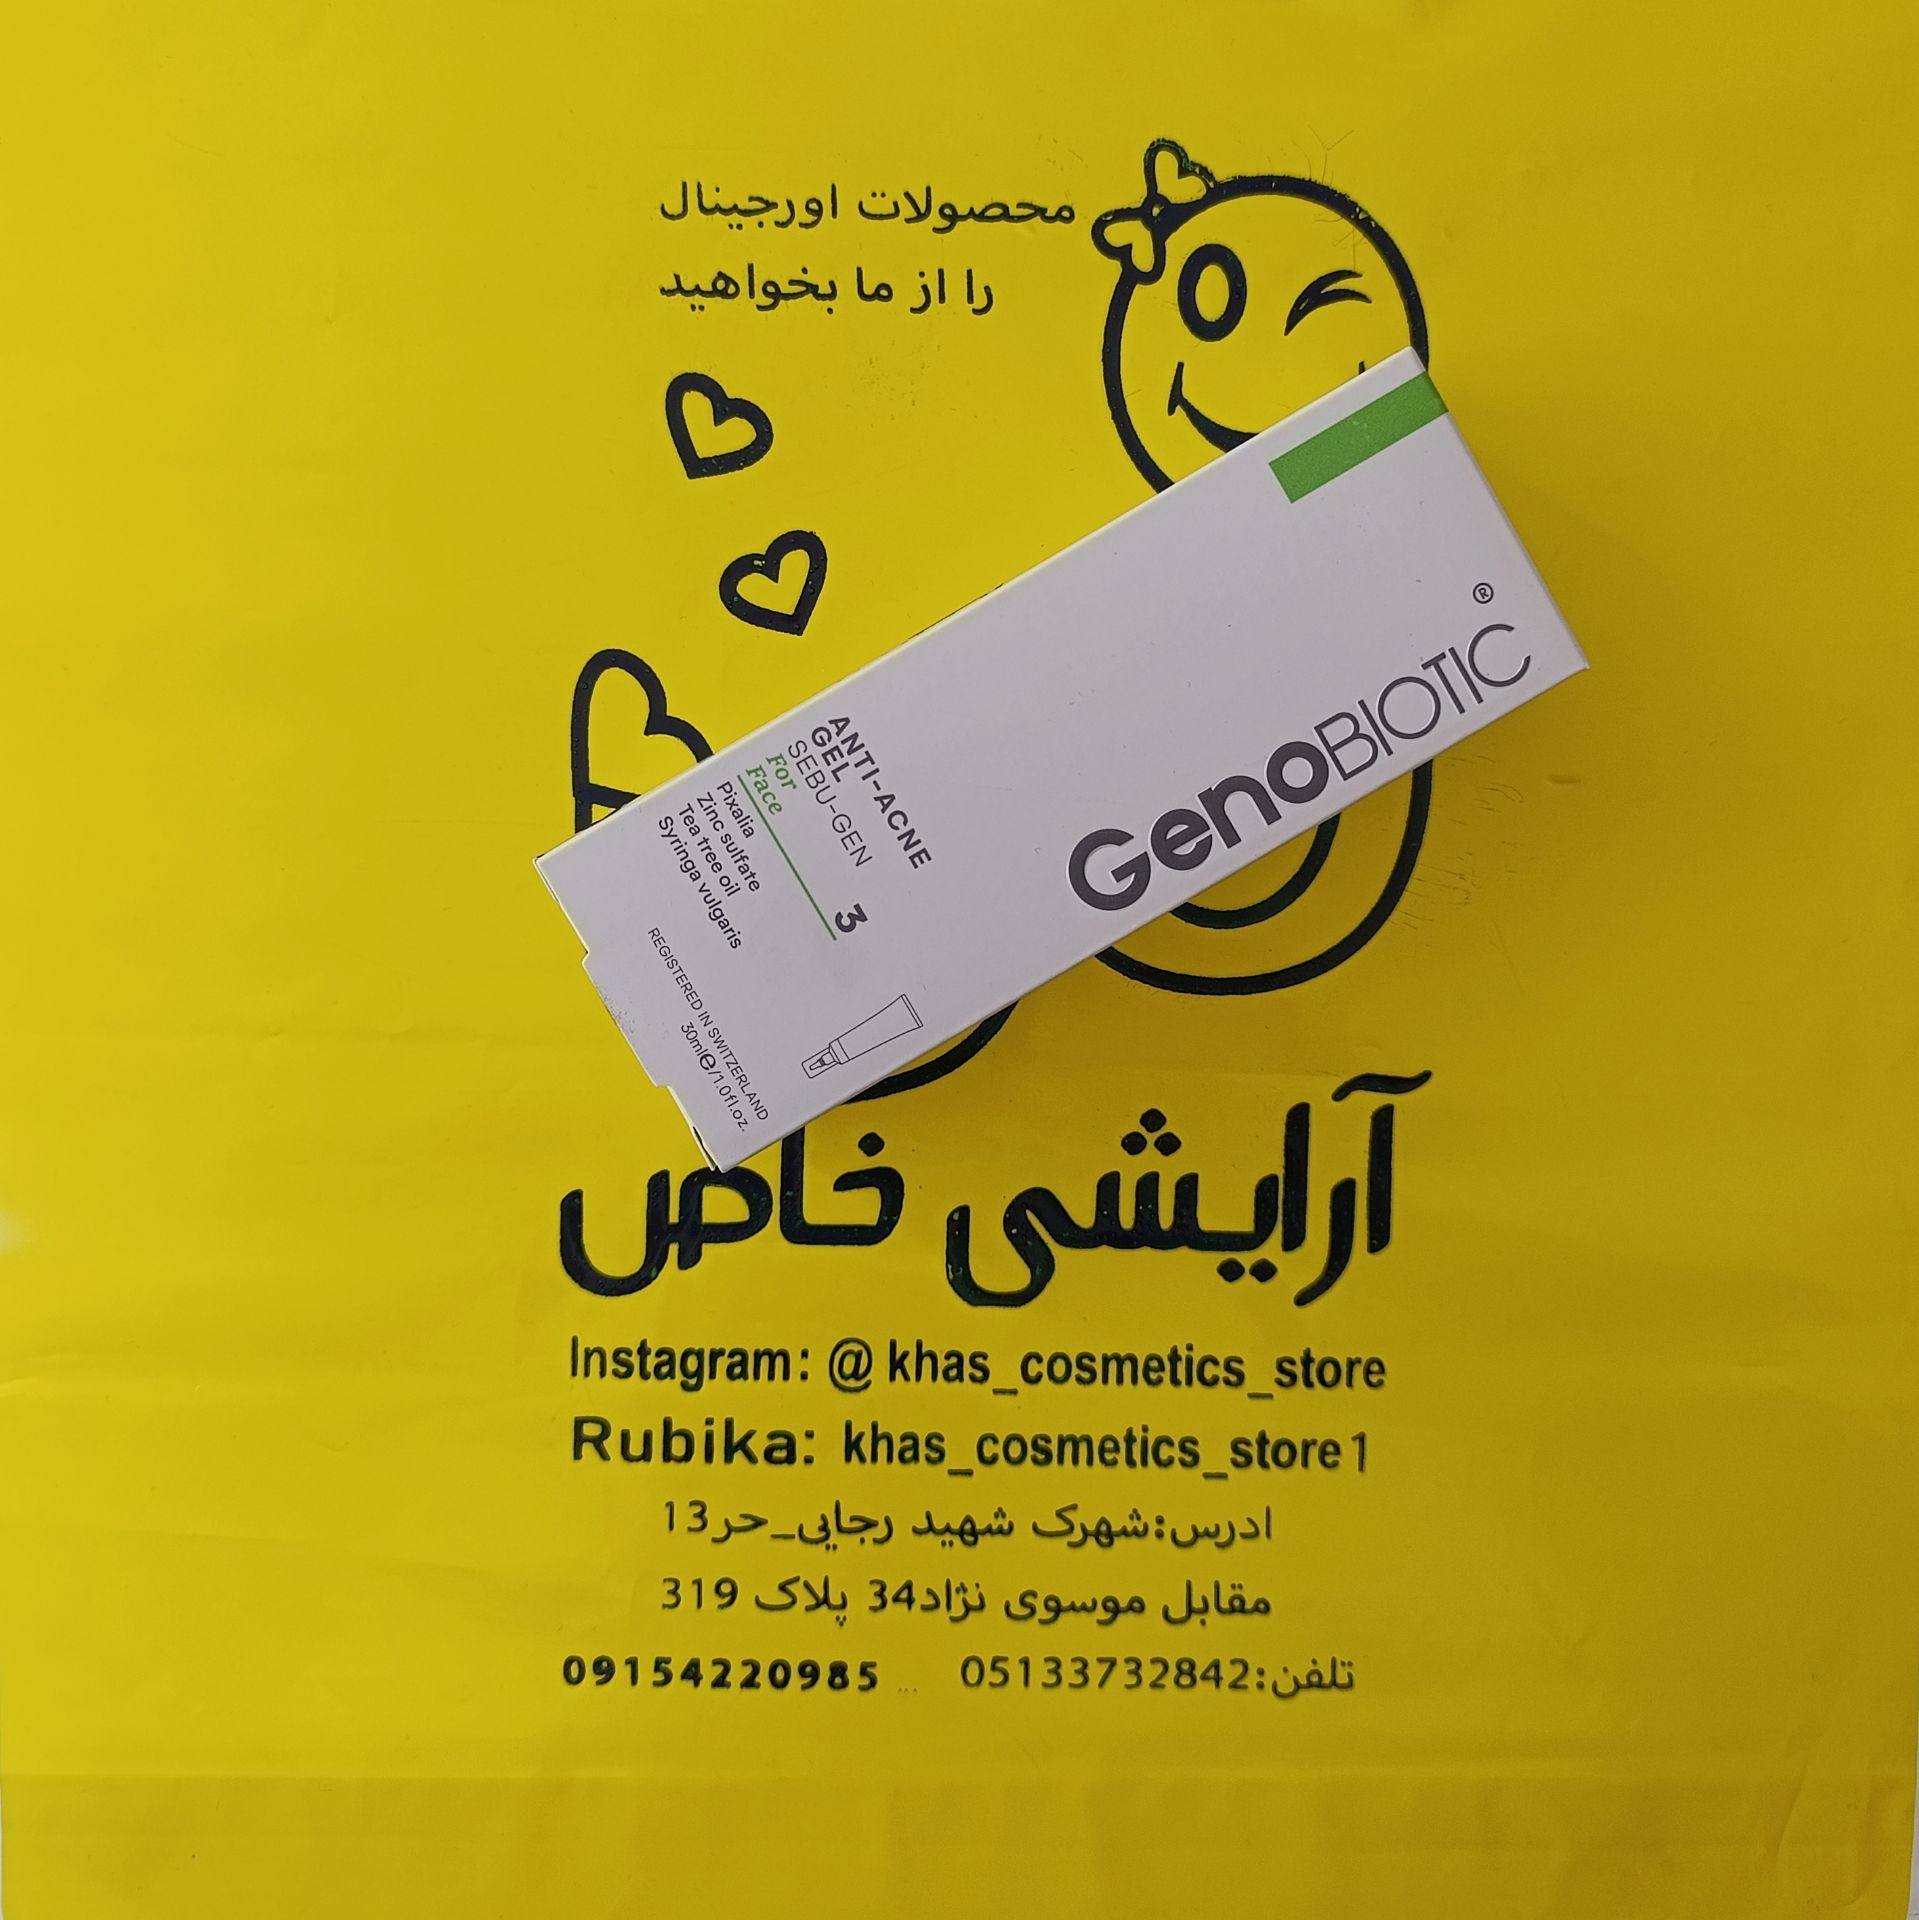 محصولات اورجینال
را از ما بخواهید
GenoBIOTIC®
ANTI-ACNE
GEL
SEBU-GEN
For
Face
3
Pixalia
Zinc sulfate
Tea tree oil
Syringa vulgaris
REGISTERED IN SWITZERLAND
30ml℮/1.0fl.oz.
آرایشی خاص
Instagram: @khas_cosmetics_store
Rubika: khas_cosmetics_store1
ادرس:شهرک شهید رجایی_حر13
مقابل موسوی نژاد34 پلاک 319
تلفن:05133732842 ... 09154220985